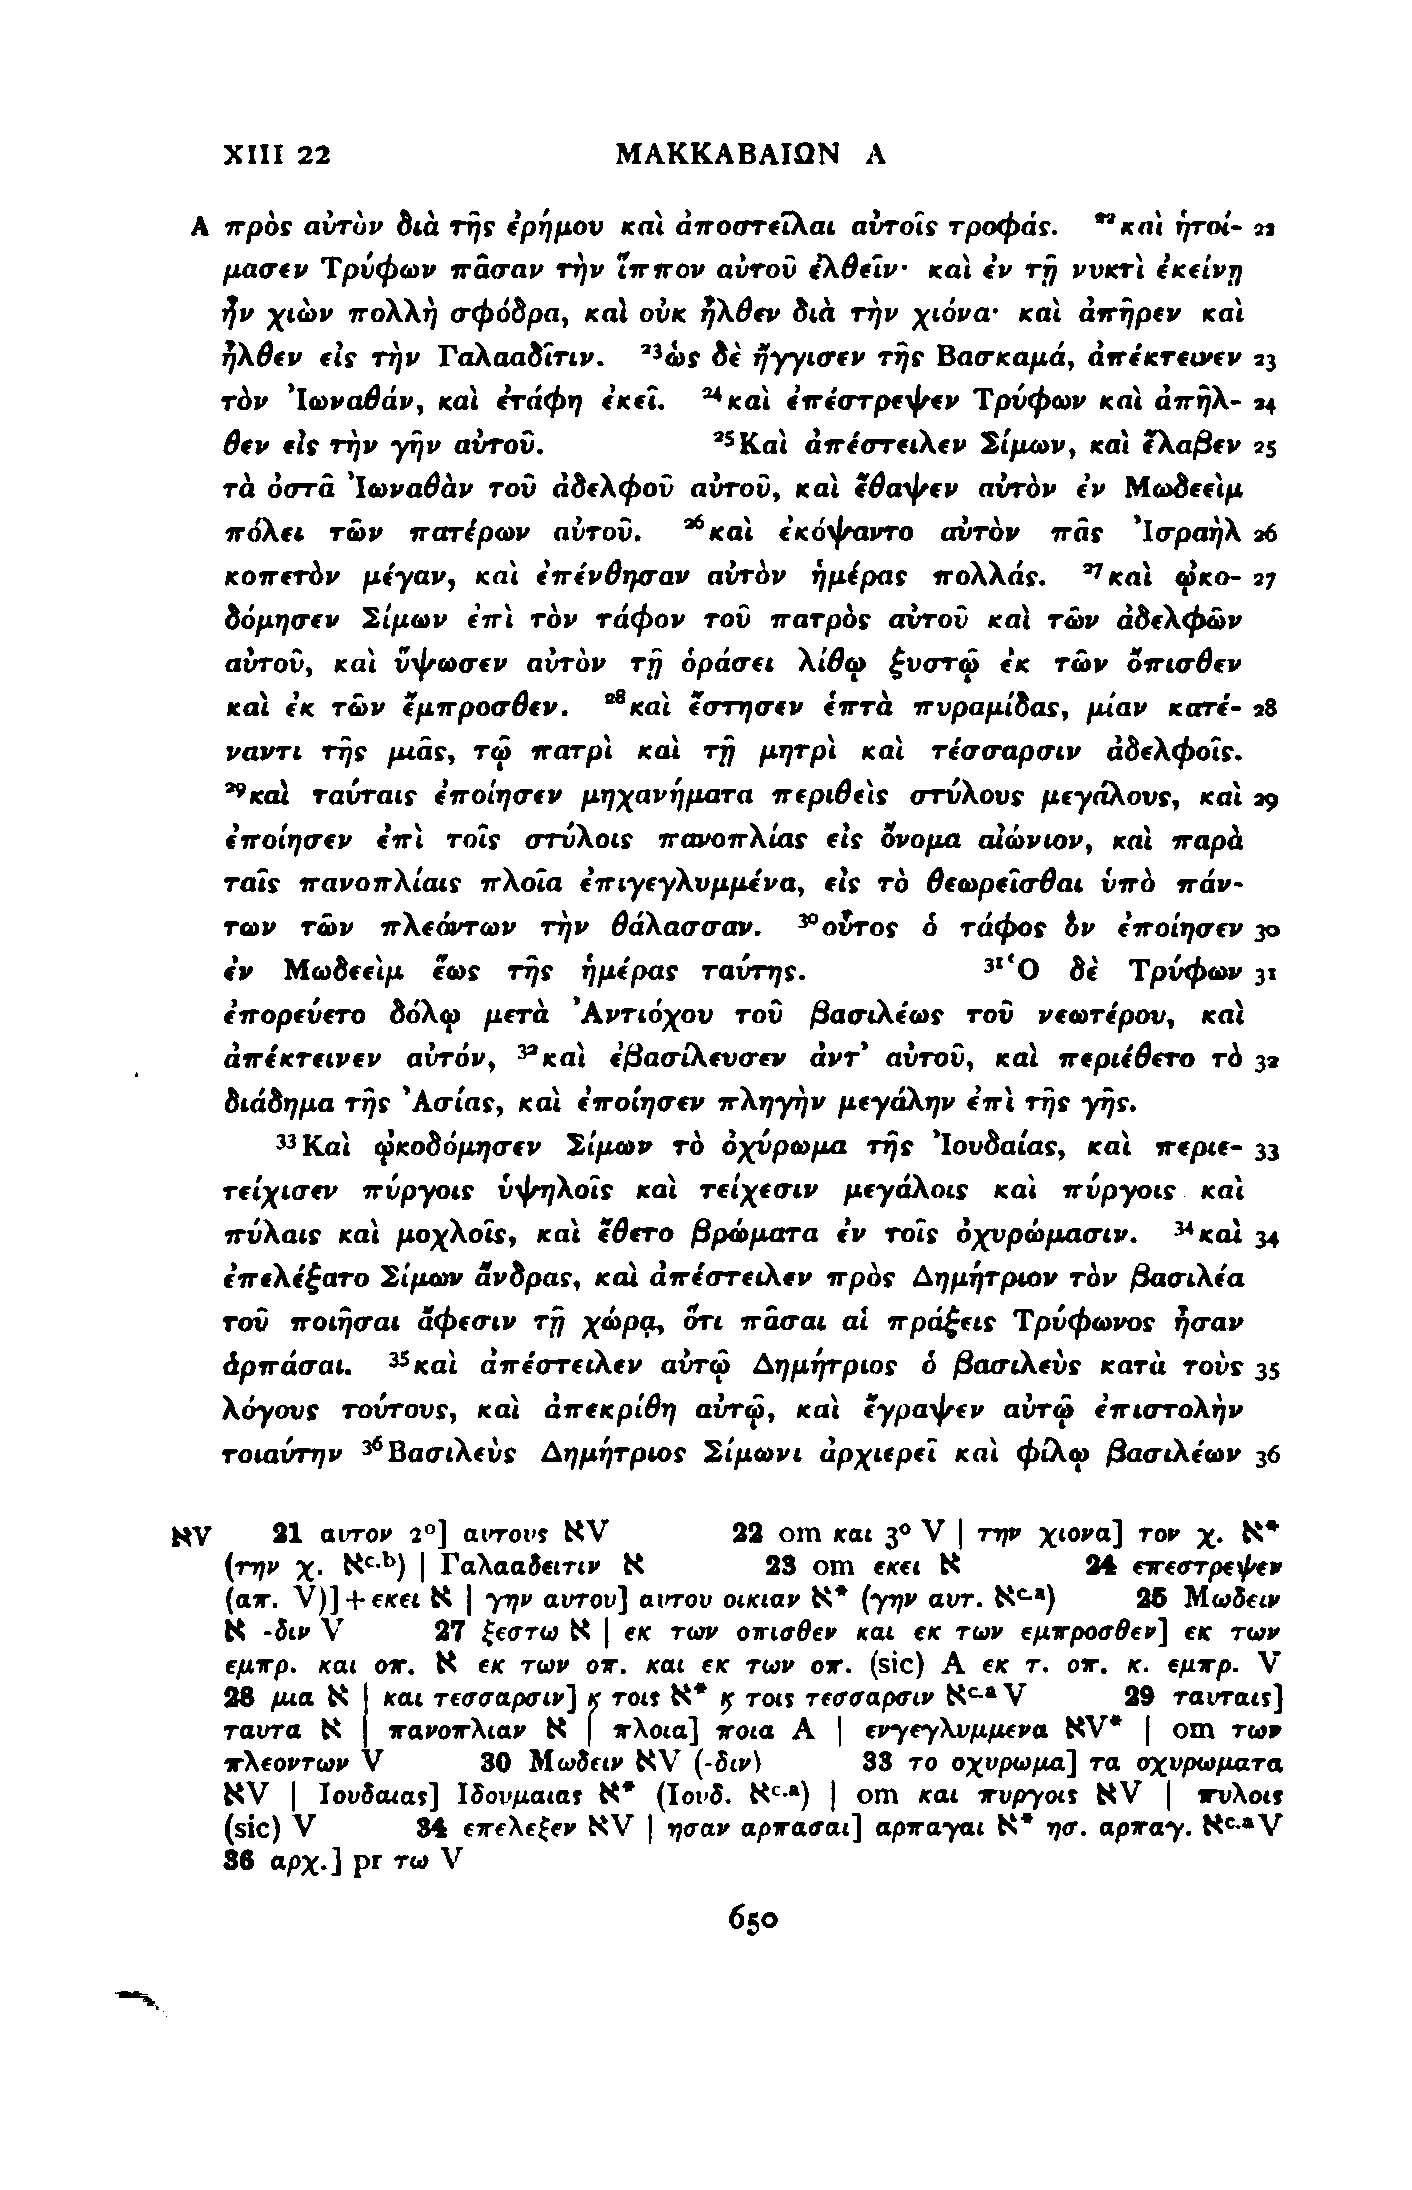 XIII 22 ΜΑΚΚΑΒΑΙΩΝ Α
A πρὸς αὐτὸν διὰ τῆς ἐρήμου καὶ ἀποστεῖλαι αὐτοῖς τροφάς. ²²καὶ ἡτοί- 22
μασεν Τρύφων πᾶσαν τὴν ἵππον αὐτοῦ ἐλθεῖν· καὶ ἐν τῇ νυκτὶ ἐκείνῃ
ἦν χιὼν πολλὴ σφόδρα, καὶ οὐκ ἦλθεν διὰ τὴν χιόνα· καὶ ἀπῆρεν καὶ
ἦλθεν εἰς τὴν Γαλααδῖτιν. ²³ὡς δὲ ἤγγισεν τῆς Βασκαμά, ἀπέκτεινεν 23
τὸν Ἰωναθάν, καὶ ἐτάφη ἐκεῖ. ²⁴καὶ ἐπέστρεψεν Τρύφων καὶ ἀπῆλ- 24
θεν εἰς τὴν γῆν αὐτοῦ. ²⁵Καὶ ἀπέστειλεν Σίμων, καὶ ἔλαβεν 25
τὰ ὀστᾶ Ἰωναθὰν τοῦ ἀδελφοῦ αὐτοῦ, καὶ ἔθαψεν αὐτὸν ἐν Μωδεεὶμ
πόλει τῶν πατέρων αὐτοῦ. ²⁶καὶ ἐκόψαντο αὐτὸν πᾶς Ἰσραὴλ 26
κοπετὸν μέγαν, καὶ ἐπένθησαν αὐτὸν ἡμέρας πολλάς. ²⁷καὶ ᾠκο- 27
δόμησεν Σίμων ἐπὶ τὸν τάφον τοῦ πατρὸς αὐτοῦ καὶ τῶν ἀδελφῶν
αὐτοῦ, καὶ ὕψωσεν αὐτὸν τῇ ὁράσει λίθῳ ξυστῷ ἐκ τῶν ὄπισθεν
καὶ ἐκ τῶν ἔμπροσθεν. ²⁸καὶ ἔστησεν ἑπτὰ πυραμίδας, μίαν κατέ- 28
ναντι τῆς μιᾶς, τῷ πατρὶ καὶ τῇ μητρὶ καὶ τέσσαρσιν ἀδελφοῖς.
²⁹καὶ ταύταις ἐποίησεν μηχανήματα περιθεὶς στύλους μεγάλους, καὶ 29
ἐποίησεν ἐπὶ τοῖς στύλοις πανοπλίας εἰς ὄνομα αἰώνιον, καὶ παρὰ
ταῖς πανοπλίαις πλοῖα ἐπιγεγλυμμένα, εἰς τὸ θεωρεῖσθαι ὑπὸ πάν-
των τῶν πλεόντων τὴν θάλασσαν. ³⁰οὗτος ὁ τάφος ὃν ἐποίησεν 30
ἐν Μωδεεὶμ ἕως τῆς ἡμέρας ταύτης. ³¹Ὁ δὲ Τρύφων 31
ἐπορεύετο δόλῳ μετὰ Ἀντιόχου τοῦ βασιλέως τοῦ νεωτέρου, καὶ
ἀπέκτεινεν αὐτόν, ³²καὶ ἐβασίλευσεν ἀντ᾽ αὐτοῦ, καὶ περιέθετο τὸ 32
διάδημα τῆς Ἀσίας, καὶ ἐποίησεν πληγὴν μεγάλην ἐπὶ τῆς γῆς.
³³Καὶ ᾠκοδόμησεν Σίμων τὸ ὀχύρωμα τῆς Ἰουδαίας, καὶ περιε- 33
τείχισεν πύργοις ὑψηλοῖς καὶ τείχεσιν μεγάλοις καὶ πύργοις καὶ
πύλαις καὶ μοχλοῖς, καὶ ἔθετο βρώματα ἐν τοῖς ὀχυρώμασιν. ³⁴καὶ 34
ἐπελέξατο Σίμων ἄνδρας, καὶ ἀπέστειλεν πρὸς Δημήτριον τὸν βασιλέα
τοῦ ποιῆσαι ἄφεσιν τῇ χώρᾳ, ὅτι πᾶσαι αἱ πράξεις Τρύφωνος ἦσαν
ἁρπάσαι. ³⁵καὶ ἀπέστειλεν αὐτῷ Δημήτριος ὁ βασιλεὺς κατὰ τοὺς 35
λόγους τούτους, καὶ ἀπεκρίθη αὐτῷ, καὶ ἔγραψεν αὐτῷ ἐπιστολὴν
τοιαύτην ³⁶Βασιλεὺς Δημήτριος Σίμωνι ἀρχιερεῖ καὶ φίλῳ βασιλέων 36
ℵV 21 αυτον 2°] αυτους ℵV 22 om και 3° V | την χιονα] τον χ. ℵ*
(την χ. ℵᶜ·ᵇ) | Γαλααδειτιν ℵ 23 om εκει ℵ 24 επεστρεψεν
(απ. V)]+εκει ℵ | γην αυτου] αυτου οικιαν ℵ* (γην αυτ. ℵᶜ·ᵃ) 25 Μωδειν
ℵ -διν V 27 ξεστω ℵ | εκ των οπισθεν και εκ των εμπροσθεν] εκ των
εμπρ. και οπ. ℵ εκ των οπ. και εκ των οπ. (sic) A εκ τ. οπ. κ. εμπρ. V
28 μια ℵ | και τεσσαρσιν] ϗ τοις ℵ* ϗ τοις τεσσαρσιν ℵᶜ·ᵃ V 29 ταυταις]
ταυτα ℵ | πανοπλιαν ℵ | πλοια] ποια A | ενγεγλυμμενα ℵV* | om των
πλεοντων V 30 Μωδειν ℵV (-διν) 33 το οχυρωμα] τα οχυρωματα
ℵV | Ιουδαιας] Ιδουμαιας ℵ* (Ιουδ. ℵᶜ·ᵃ) | om και πυργοις ℵV | πυλοις
(sic) V 34 επελεξεν ℵV | ησαν αρπασαι] αρπαγαι ℵ* ησ. αρπαγ. ℵᶜ·ᵃ V
36 αρχ.] pr τω V
650